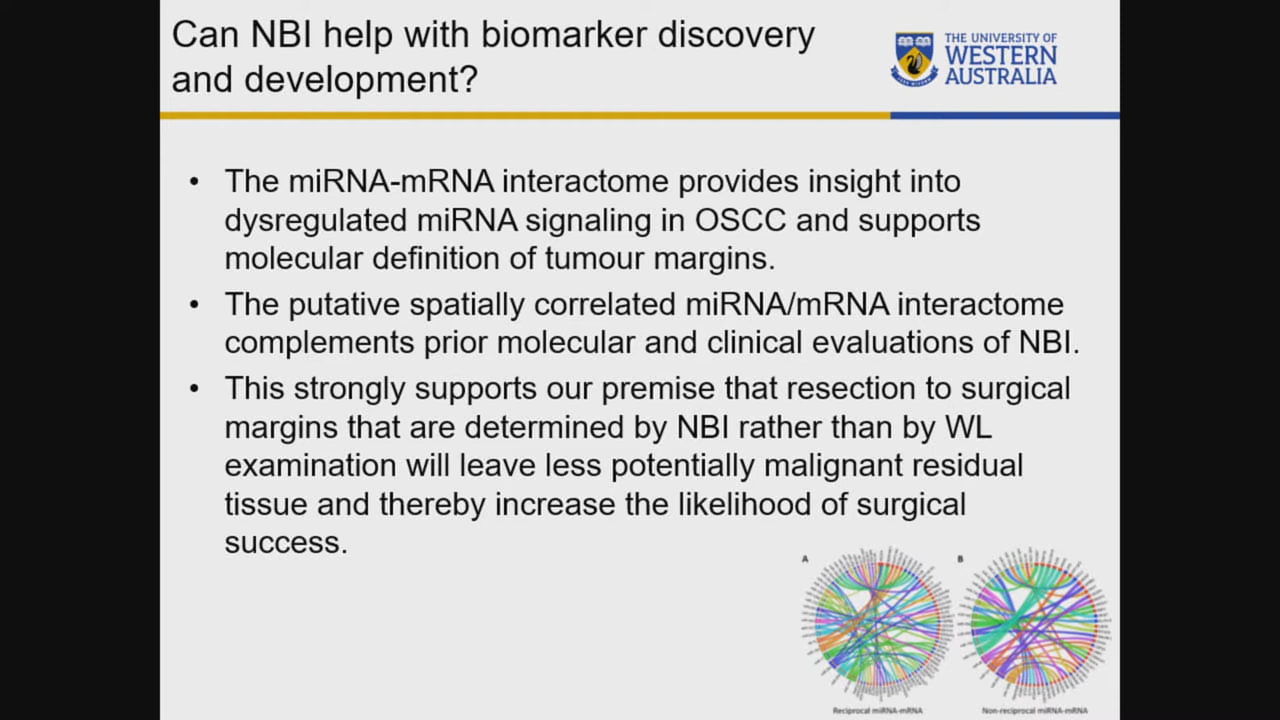 Can NBI help with biomarker discovery
and development?
THE UNIVERSITY OF
WESTERN
AUSTRALIA
• The miRNA-mRNA interactome provides insight into
dysregulated miRNA signaling in OSCC and supports
molecular definition of tumour margins.
• The putative spatially correlated miRNA/mRNA interactome
complements prior molecular and clinical evaluations of NBI.
• This strongly supports our premise that resection to surgical
margins that are determined by NBI rather than by WL
examination will leave less potentially malignant residual
tissue and thereby increase the likelihood of surgical
success.
A
B
Reciprocal miRNA-mRNA
Non-reciprocal miRNA-mRNA